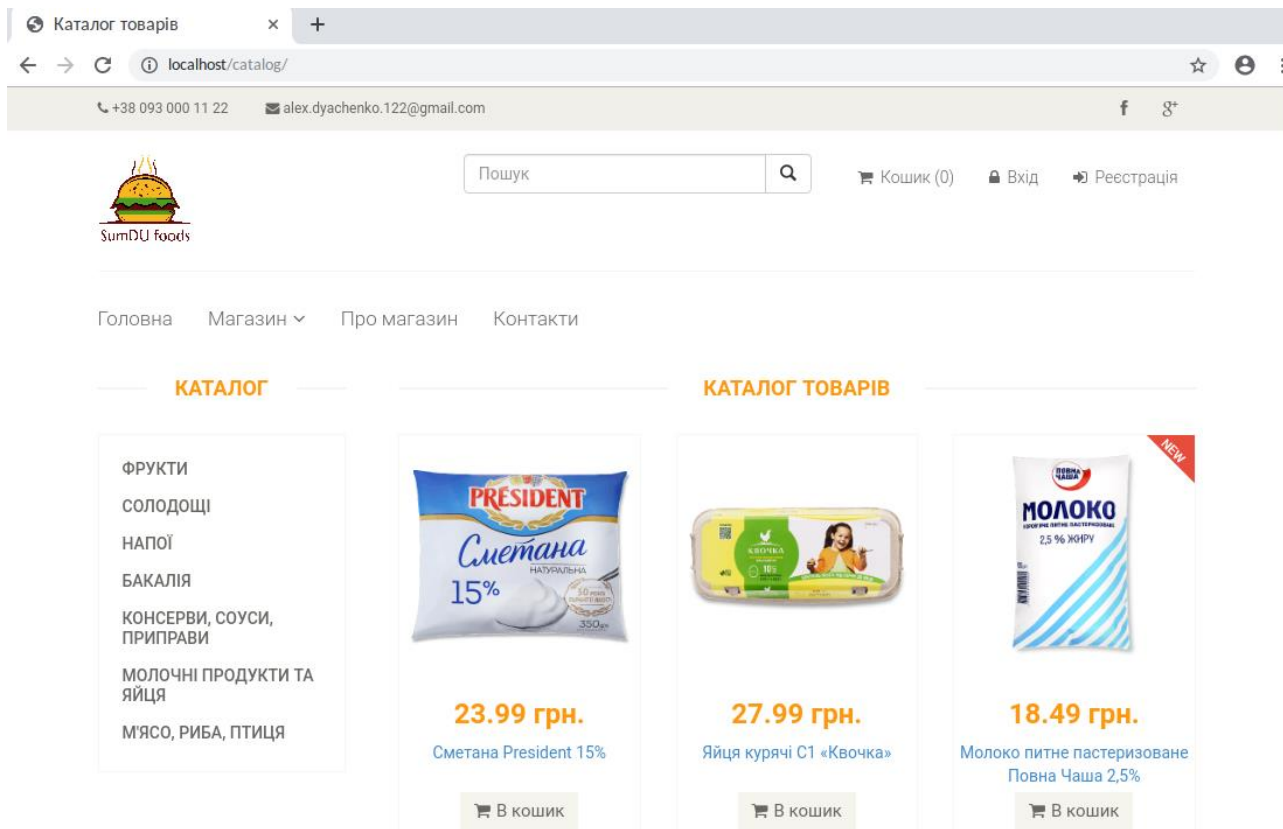 Каталог товарів
localhost/catalog/
+38 093 000 11 22 alex.dyachenko.122@gmail.com f g+
SumDU foods
Пошук
Кошик (0) Вхід Реєстрація
Головна Магазин Про магазин Контакти
КАТАЛОГ
ФРУКТИ
СОЛОДОЩІ
НАПОЇ
БАКАЛІЯ
КОНСЕРВИ, СОУСИ,
ПРИПРАВИ
МОЛОЧНІ ПРОДУКТИ ТА
ЯЙЦЯ
М'ЯСО, РИБА, ПТИЦЯ
КАТАЛОГ ТОВАРІВ
PRÉSIDENT
Сметана
НАТУРАЛЬНА
15%
350
23.99 грн.
Сметана President 15%
В кошик
КВОЧКА
27.99 грн.
Яйця курячі С1 «Квочка»
В кошик
NEW
ПОВНА
ЧАША
МОЛОКО
2,5 % ЖИРУ
18.49 грн.
Молоко питне пастеризоване
Повна Чаша 2,5%
В кошик